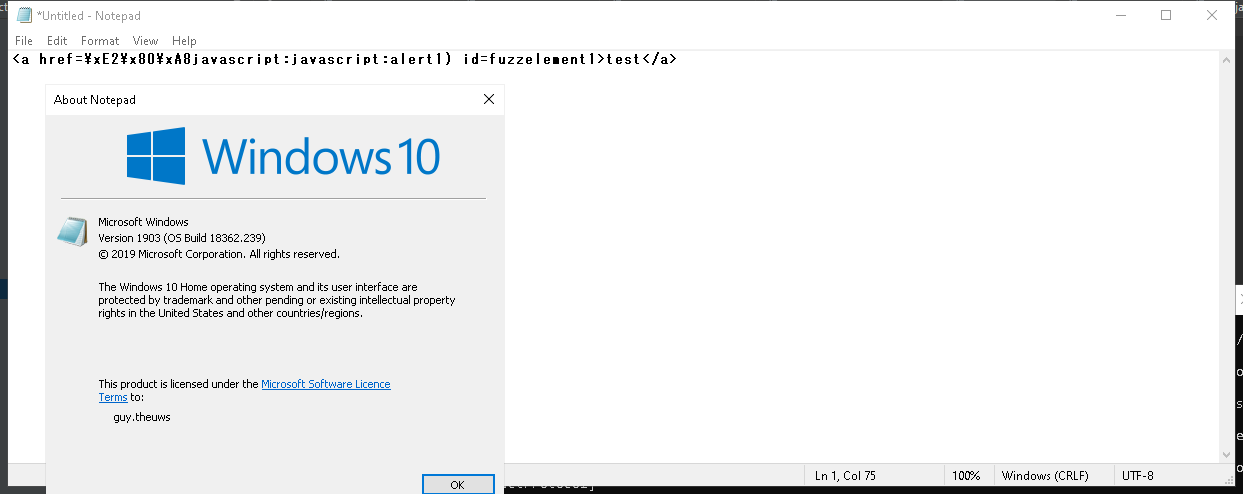 *Untitled - Notepad
File Edit Format View Help
<a href=¥xE2¥x80¥xA8javascript:javascript:alert1) id=fuzzelement1>test</a>
About Notepad
Windows 10
Microsoft Windows
Version 1903 (OS Build 18362.239)
© 2019 Microsoft Corporation. All rights reserved.
The Windows 10 Home operating system and its user interface are
protected by trademark and other pending or existing intellectual property
rights in the United States and other countries/regions.
This product is licensed under the Microsoft Software Licence
Terms to:
guy.theuws
OK
Ln 1, Col 75 100% Windows (CRLF) UTF-8